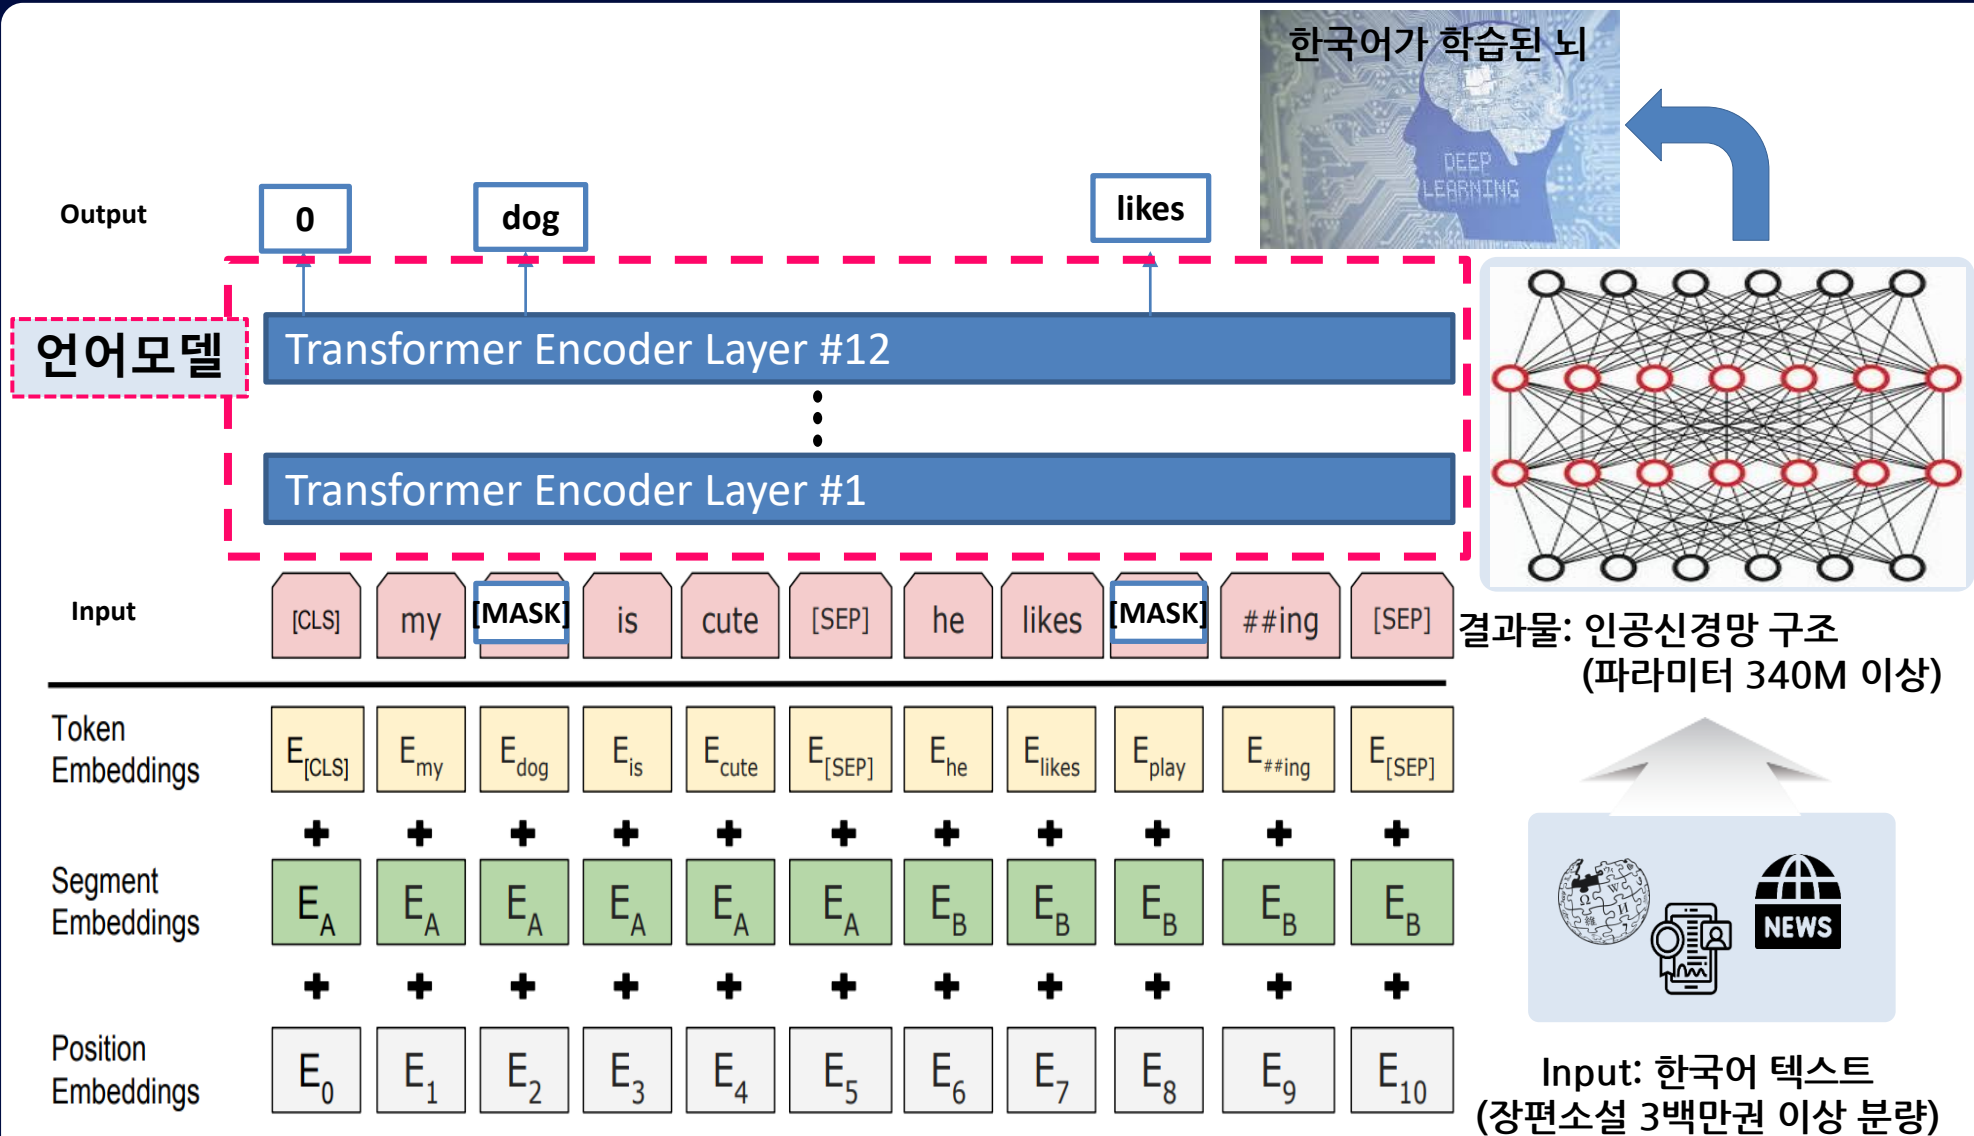 한국어가 학습된 뇌
DEEP
LEARNING
Output
0
dog
likes
언어모델
Transformer Encoder Layer #12
Transformer Encoder Layer #1
Input
[CLS] my [MASK] is cute [SEP] he likes [MASK] ##ing [SEP]
결과물: 인공신경망 구조
(파라미터 340M 이상)
Token
Embeddings
E[CLS] Emy Edog Eis Ecute E[SEP] Ehe Elikes Eplay E##ing E[SEP]
+ + + + + + + + + + +
Segment
Embeddings
EA EA EA EA EA EA EB EB EB EB EB
+ + + + + + + + + + +
Position
Embeddings
E0 E1 E2 E3 E4 E5 E6 E7 E8 E9 E10
NEWS
Input: 한국어 텍스트
(장편소설 3백만권 이상 분량)